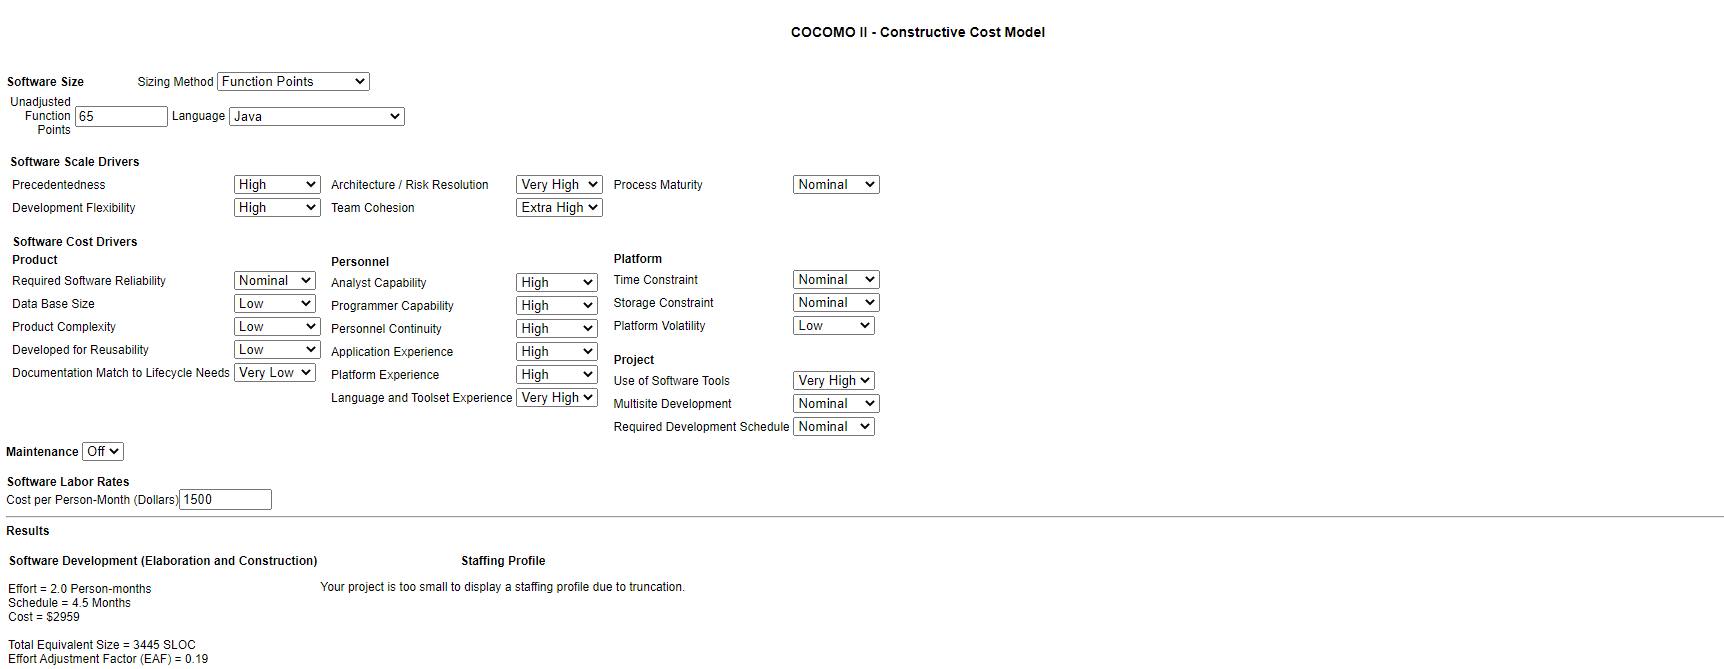 COCOMO II - Constructive Cost Model
Software Size Sizing Method Function Points
Unadjusted Function Points 65 Language Java
Software Scale Drivers
Precedentedness High Architecture / Risk Resolution Very High Process Maturity Nominal
Development Flexibility High Team Cohesion Extra High
Software Cost Drivers
Product Personnel Platform
Required Software Reliability Nominal Analyst Capability High Time Constraint Nominal
Data Base Size Low Programmer Capability High Storage Constraint Nominal
Product Complexity Low Personnel Continuity High Platform Volatility Low
Developed for Reusability Low Application Experience High Project
Documentation Match to Lifecycle Needs Very Low Platform Experience High Use of Software Tools Very High
Language and Toolset Experience Very High Multisite Development Nominal
Required Development Schedule Nominal
Maintenance Off
Software Labor Rates
Cost per Person-Month (Dollars) 1500
Results
Software Development (Elaboration and Construction) Staffing Profile
Effort = 2.0 Person-months Your project is too small to display a staffing profile due to truncation.
Schedule = 4.5 Months
Cost = $2959
Total Equivalent Size = 3445 SLOC
Effort Adjustment Factor (EAF) = 0.19